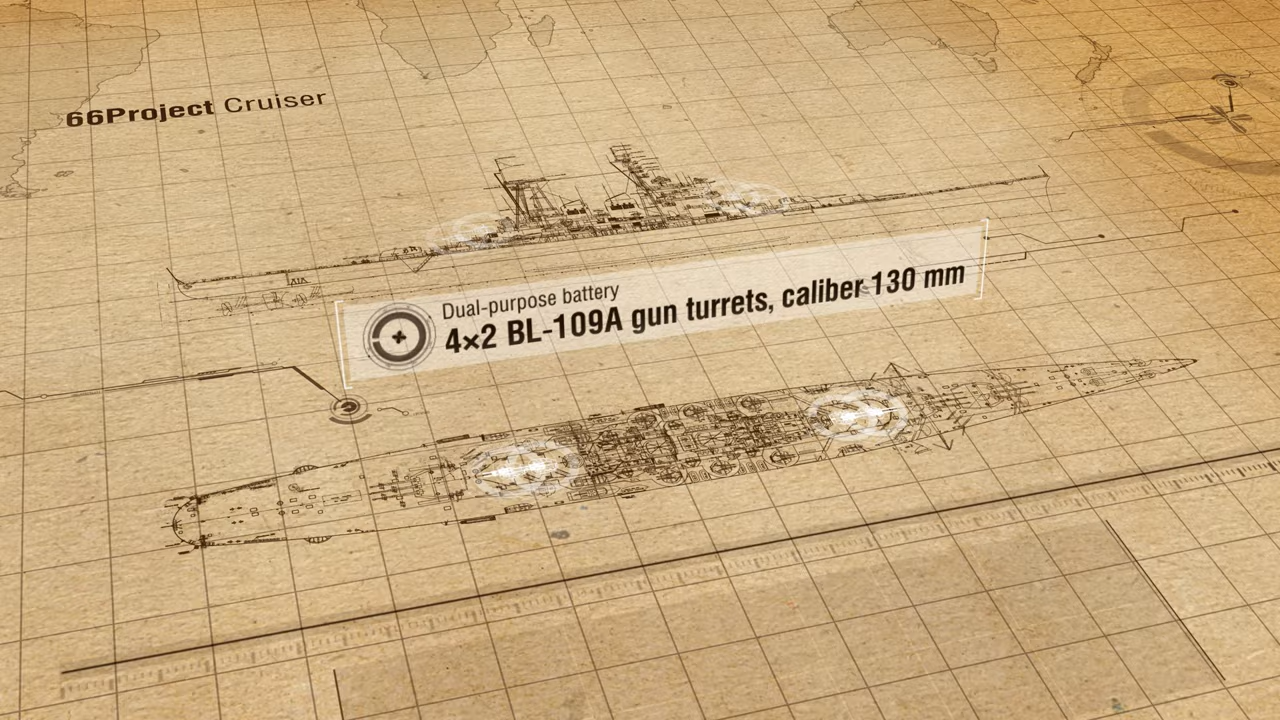 66Project Cruiser
Dual-purpose battery
4×2 BL-109A gun turrets, caliber 130 mm